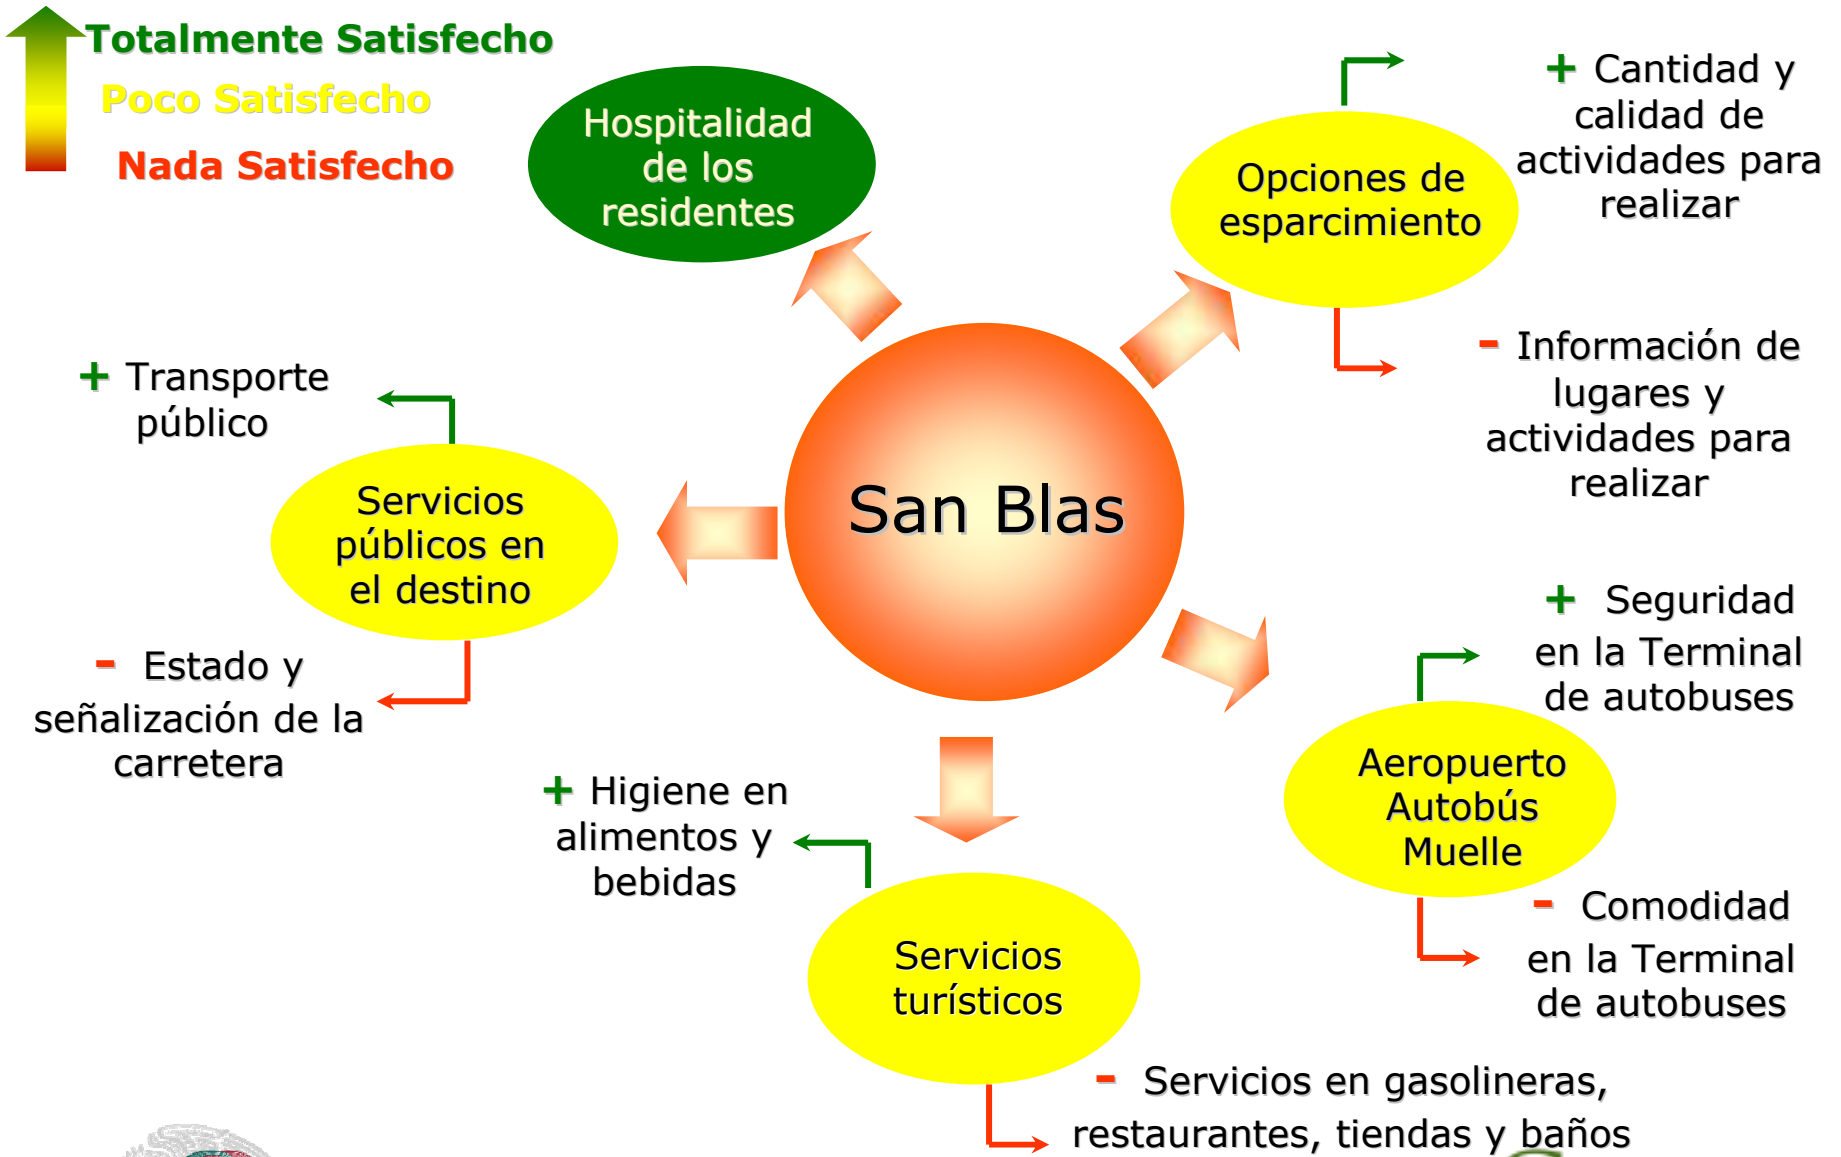 Totalmente Satisfecho
Poco Satisfecho
Nada Satisfecho
Hospitalidad
de los
residentes
Opciones de
esparcimiento
+ Cantidad y
calidad de
actividades para
realizar
- Información de
lugares y
actividades para
realizar
+ Transporte
público
Servicios
públicos en
el destino
- Estado y
señalización de la
carretera
San Blas
+ Seguridad
en la Terminal
de autobuses
Aeropuerto
Autobús
Muelle
- Comodidad
en la Terminal
de autobuses
+ Higiene en
alimentos y
bebidas
Servicios
turísticos
- Servicios en gasolineras,
restaurantes, tiendas y baños